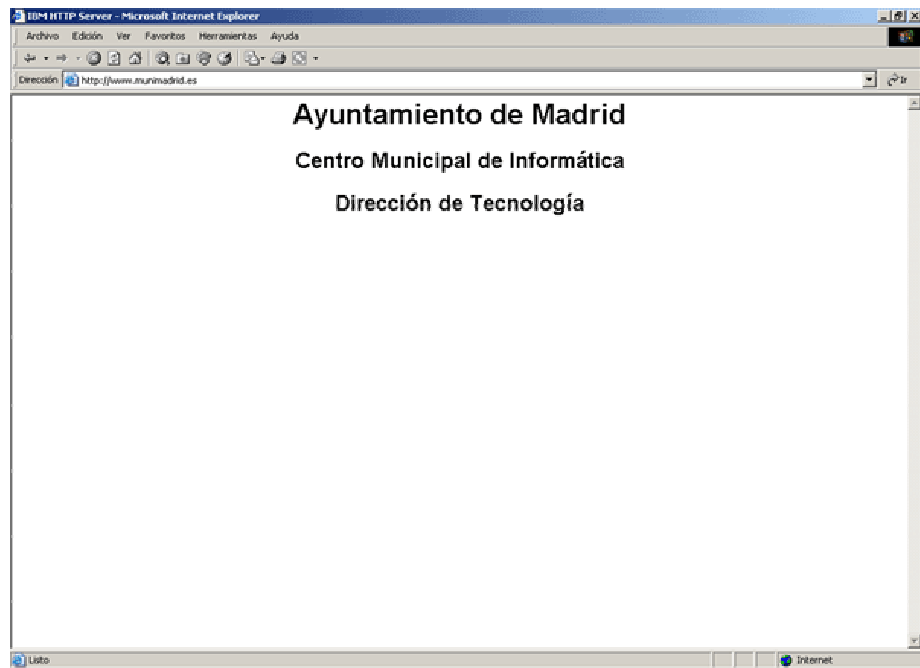 IBM HTTP Server - Microsoft Internet Explorer
Archivo Edición Ver Favoritos Herramientas Ayuda
Dirección http://www.munimadrid.es Ir
Ayuntamiento de Madrid
Centro Municipal de Informática
Dirección de Tecnología
Listo Internet